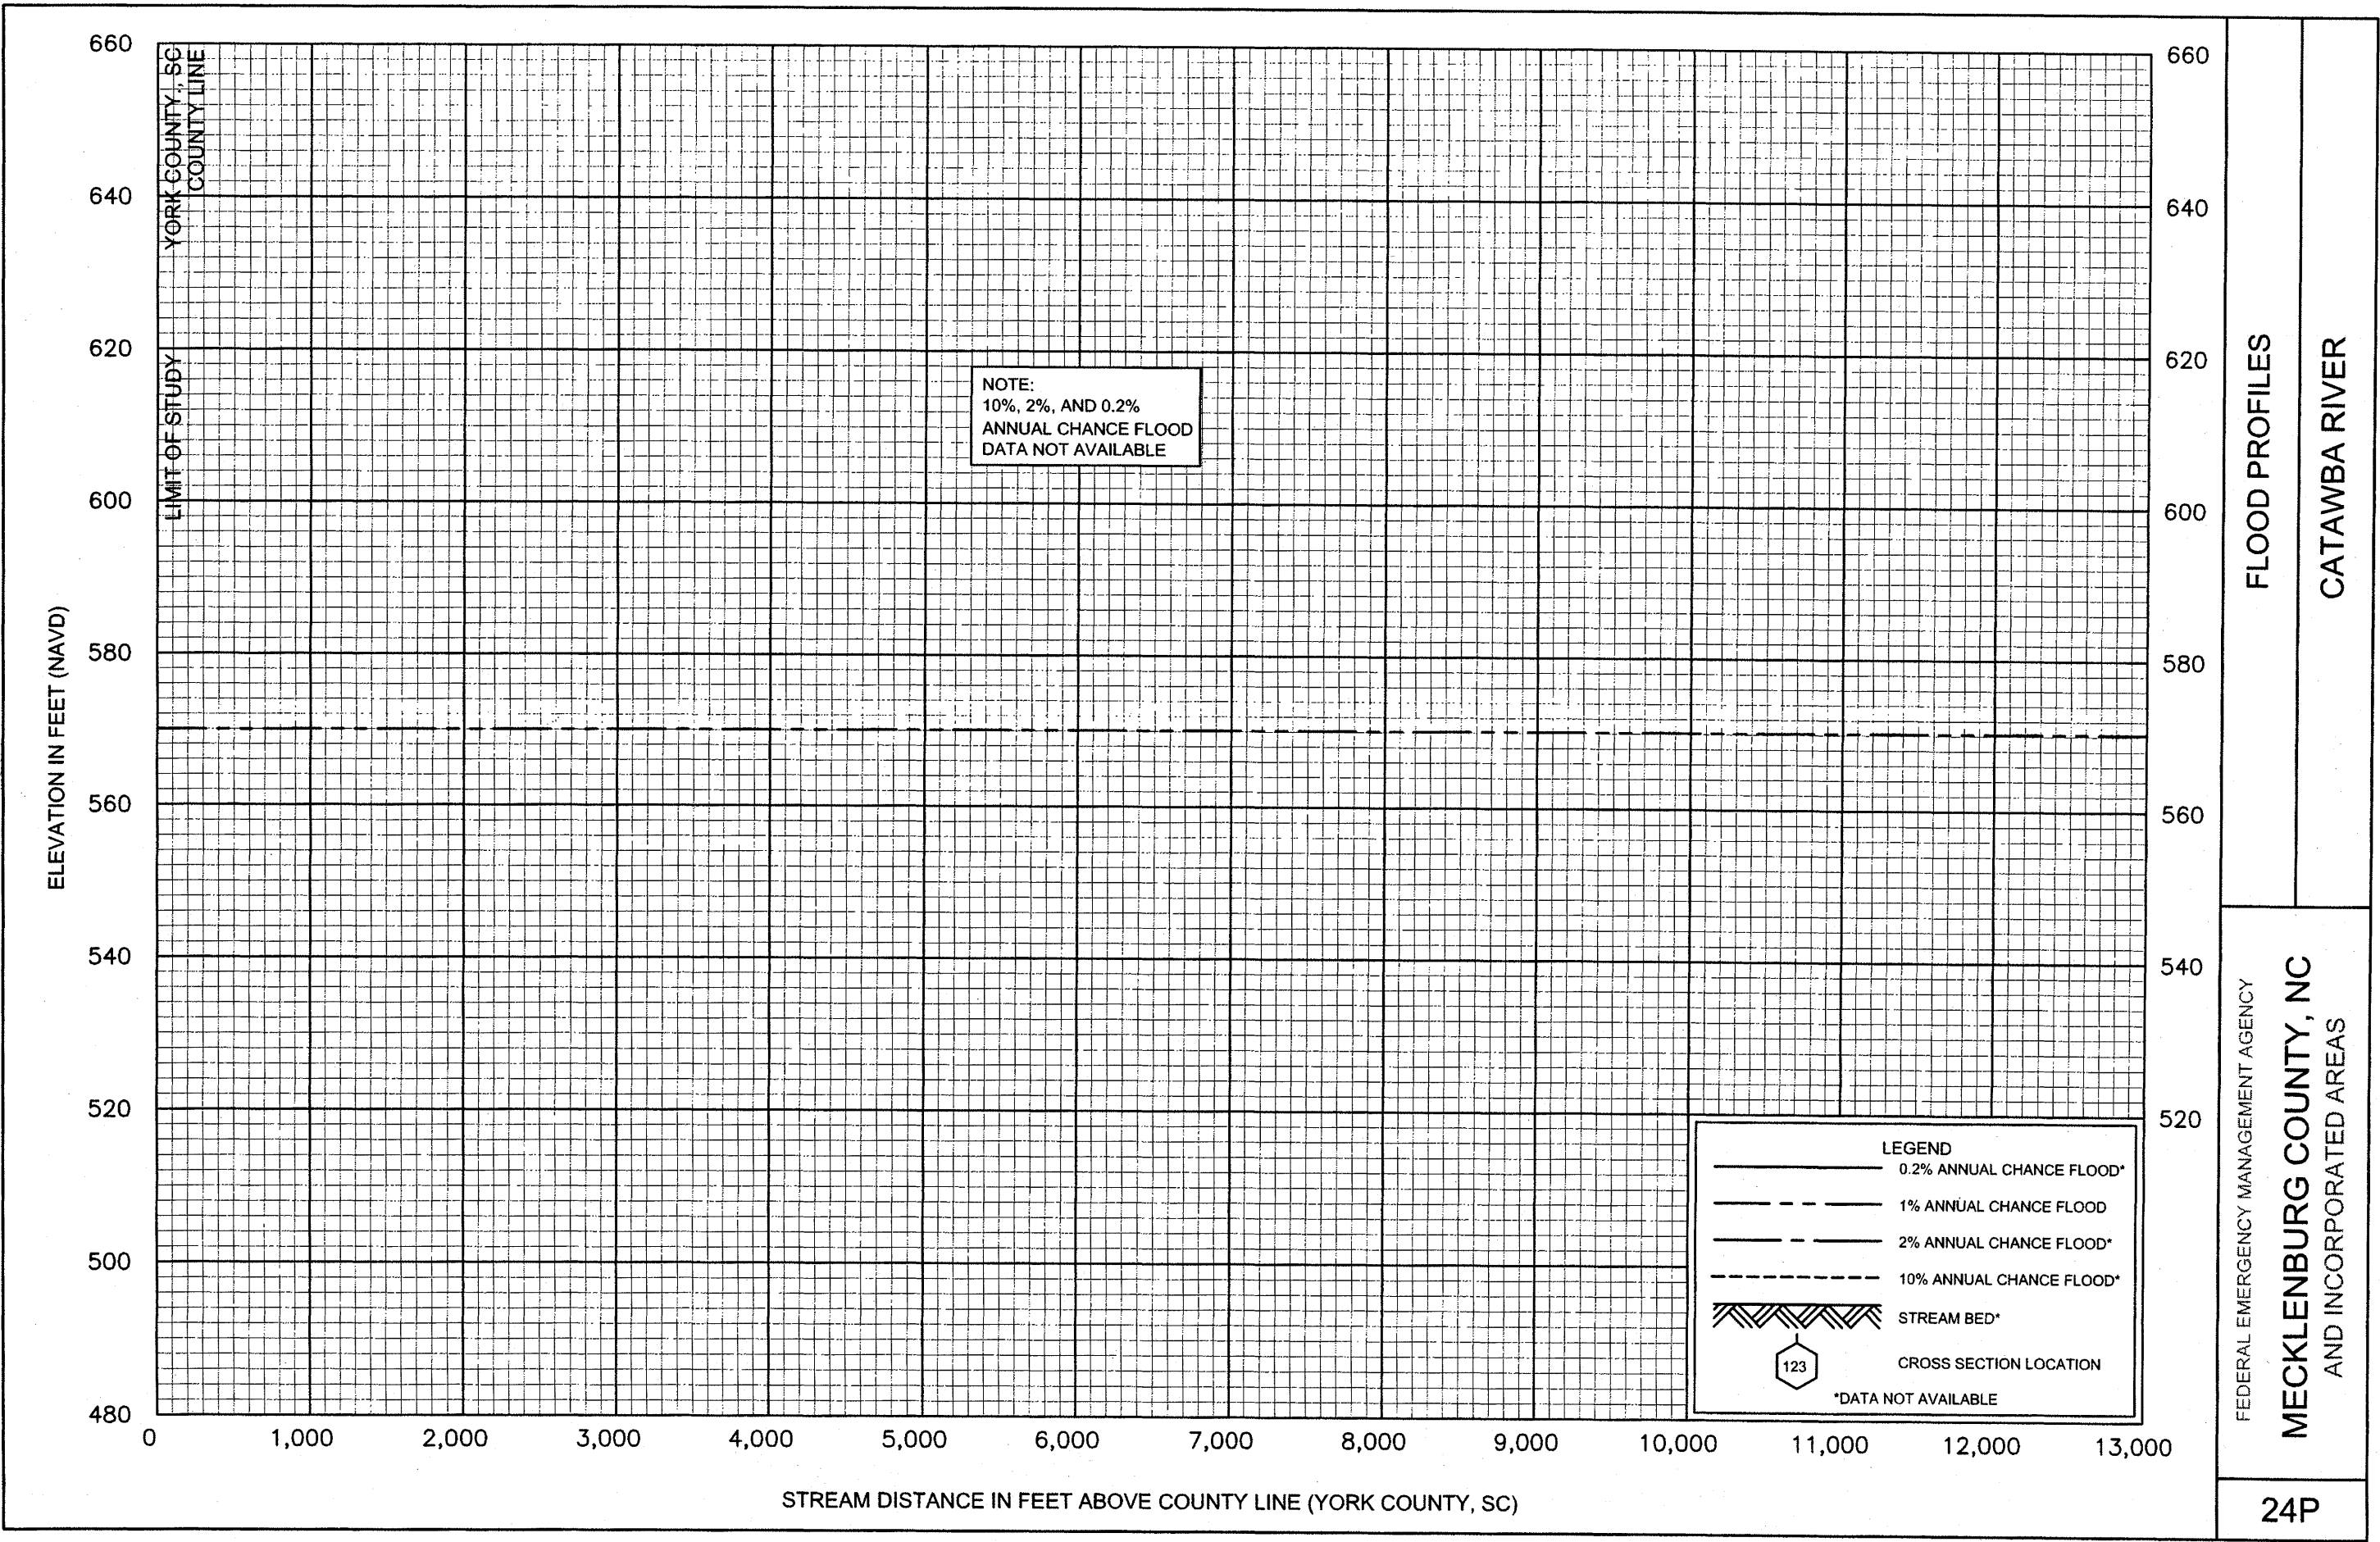 660
640
620
600
580
560
540
520
500
480
ELEVATION IN FEET (NAVD)
YORK COUNTY, SC
COUNTY LINE
LIMIT OF STUDY
NOTE:
10%, 2%, AND 0.2%
ANNUAL CHANCE FLOOD
DATA NOT AVAILABLE
660
640
620
600
580
560
540
520
LEGEND
0.2% ANNUAL CHANCE FLOOD*
1% ANNUAL CHANCE FLOOD
2% ANNUAL CHANCE FLOOD*
10% ANNUAL CHANCE FLOOD*
STREAM BED*
123 CROSS SECTION LOCATION
*DATA NOT AVAILABLE
0 1,000 2,000 3,000 4,000 5,000 6,000 7,000 8,000 9,000 10,000 11,000 12,000 13,000
STREAM DISTANCE IN FEET ABOVE COUNTY LINE (YORK COUNTY, SC)
FLOOD PROFILES
CATAWBA RIVER
FEDERAL EMERGENCY MANAGEMENT AGENCY
MECKLENBURG COUNTY, NC
AND INCORPORATED AREAS
24P